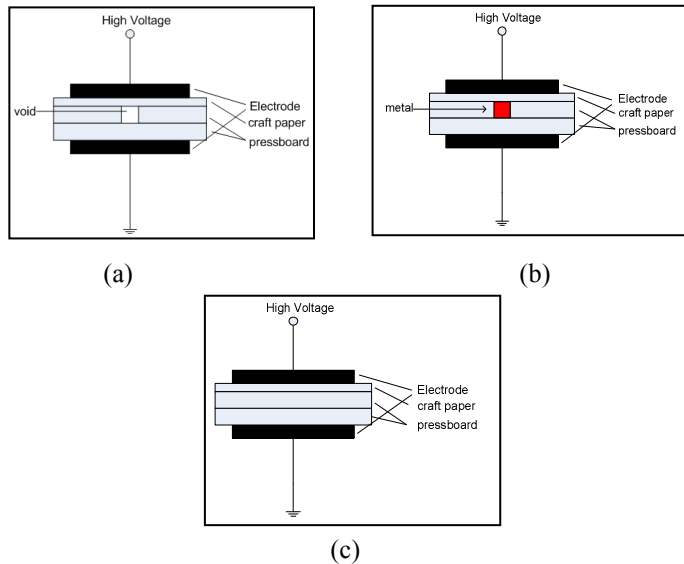 High Voltage
void
Electrode
craft paper
pressboard
(a)
High Voltage
metal
Electrode
craft paper
pressboard
(b)
High Voltage
Electrode
craft paper
pressboard
(c)